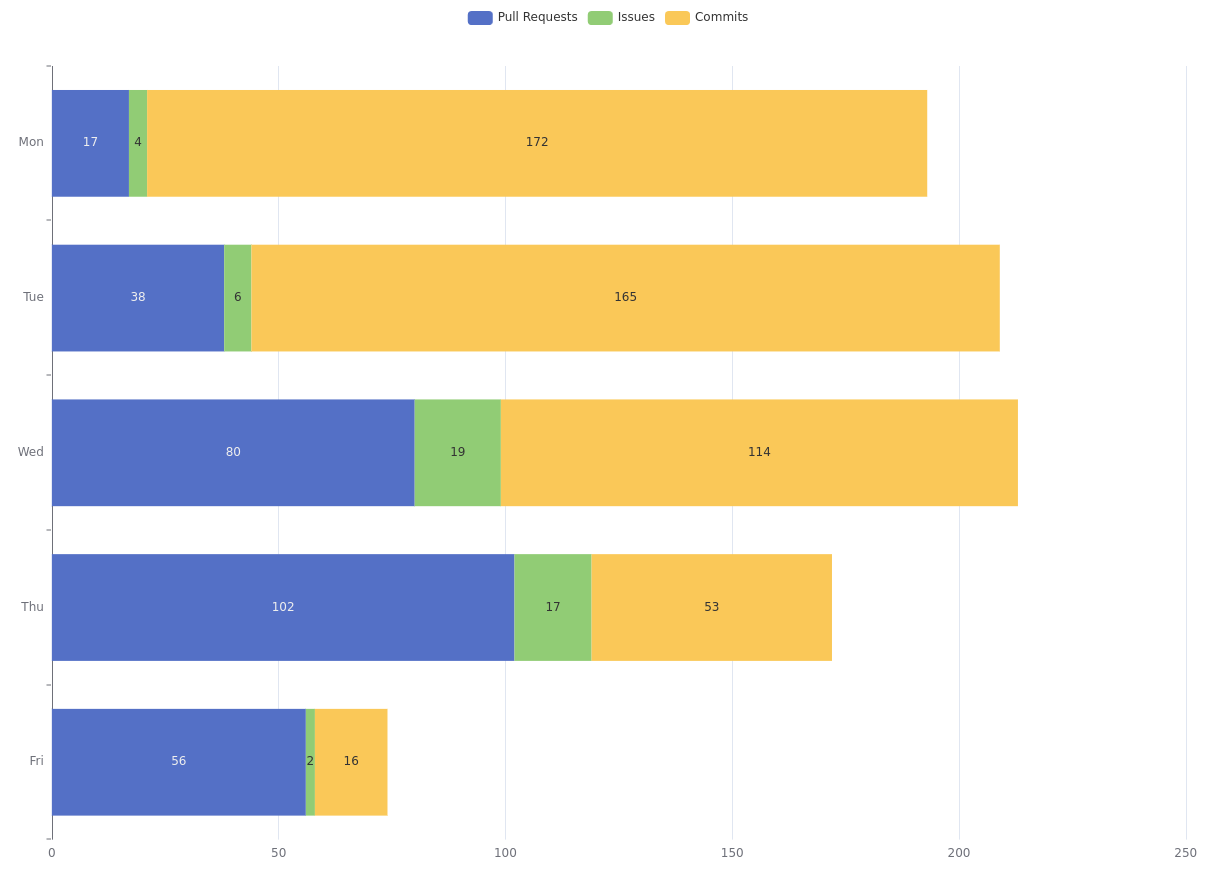 Pull Requests Issues Commits
Mon 17 4 172
Tue 38 6 165
Wed 80 19 114
Thu 102 17 53
Fri 56 2 16
0 50 100 150 200 250